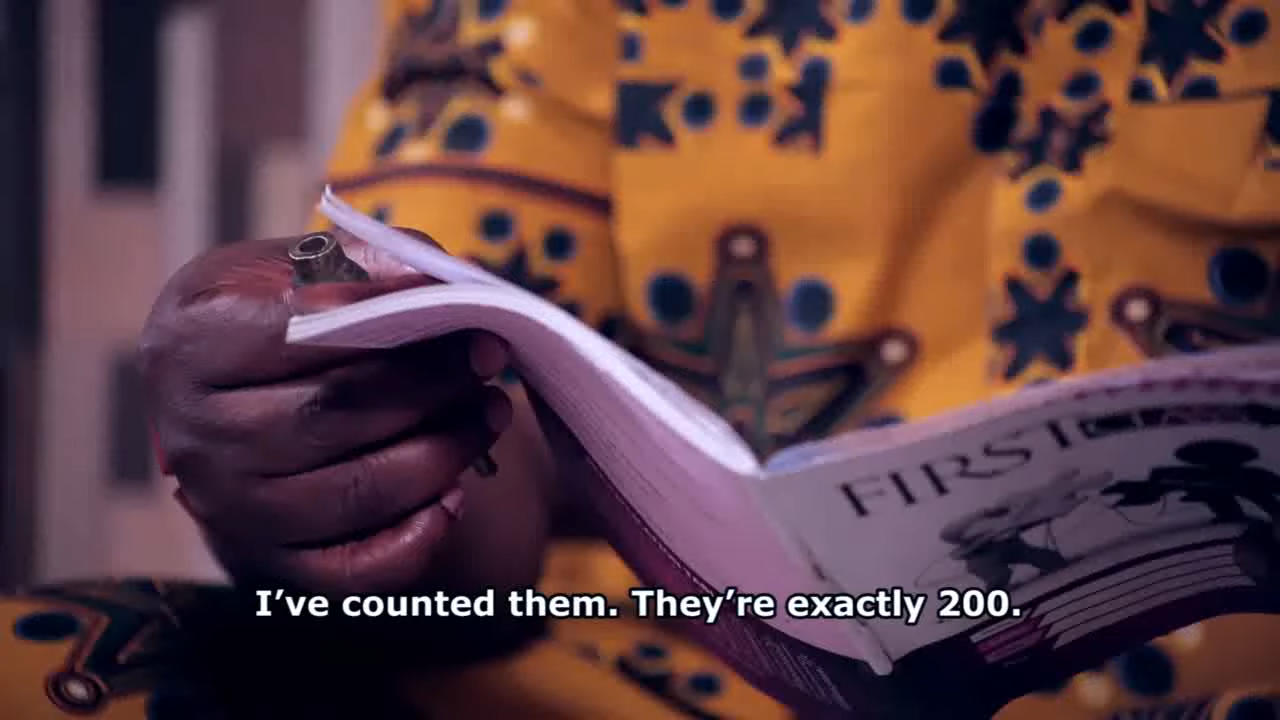 FIRST
I’ve counted them. They’re exactly 200.